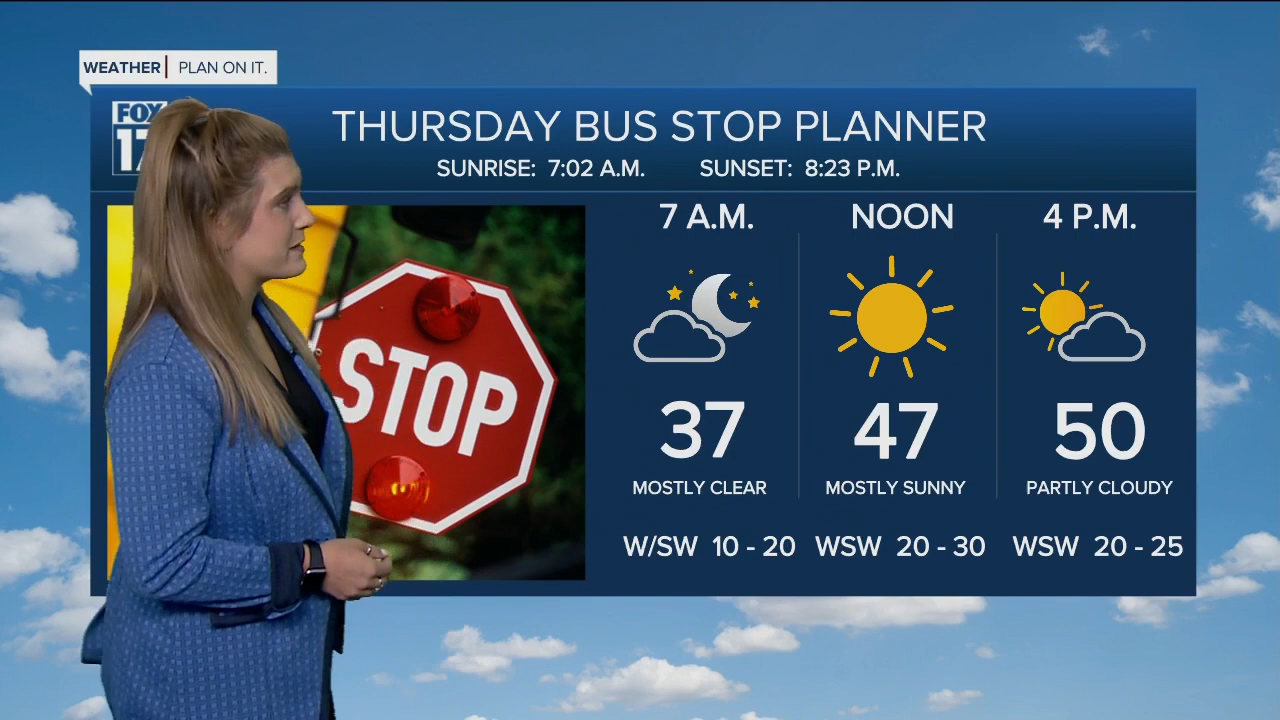 WEATHER | PLAN ON IT.
FOX
THURSDAY BUS STOP PLANNER
SUNRISE: 7:02 A.M. SUNSET: 8:23 P.M.
7 A.M. NOON 4 P.M.
STOP
37 47 50
MOSTLY CLEAR MOSTLY SUNNY PARTLY CLOUDY
W/SW 10 - 20 WSW 20 - 30 WSW 20 - 25